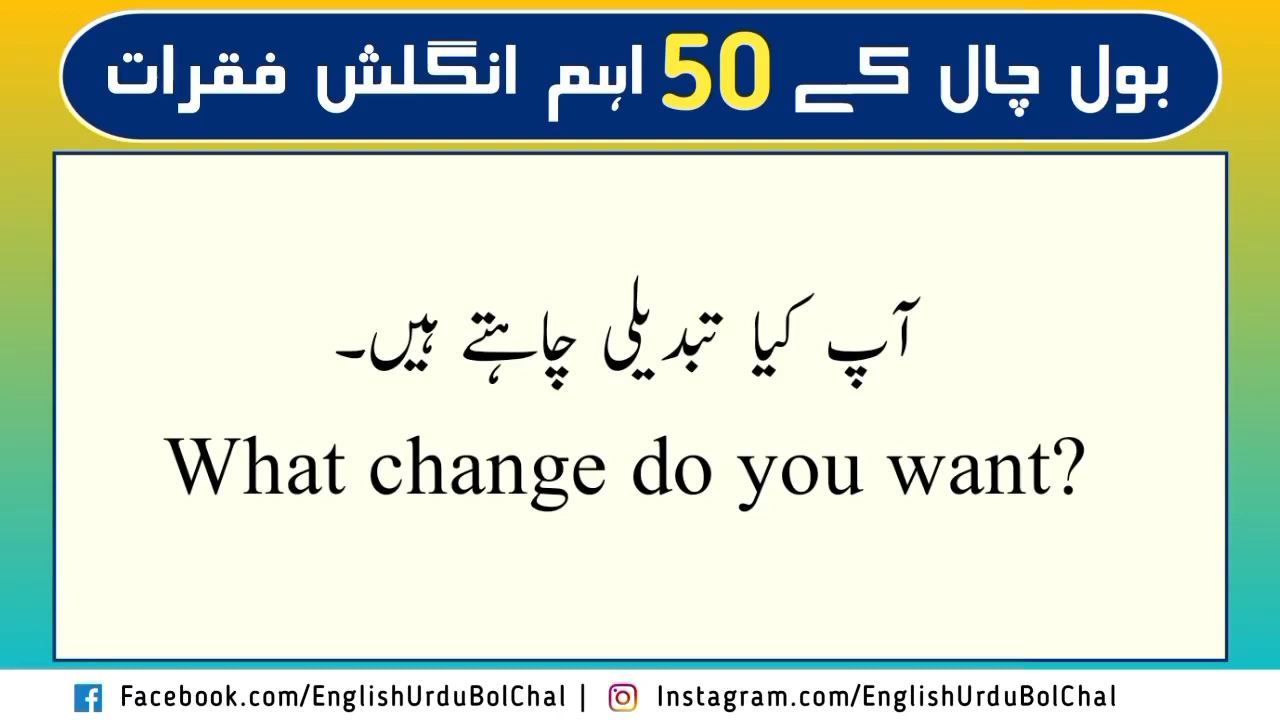 بول چال کے 50 اہم انگلش فقرات
آپ کیا تبدیلی چاہتے ہیں۔
What change do you want?
Facebook.com/EnglishUrduBolChal | Instagram.com/EnglishUrduBolChal